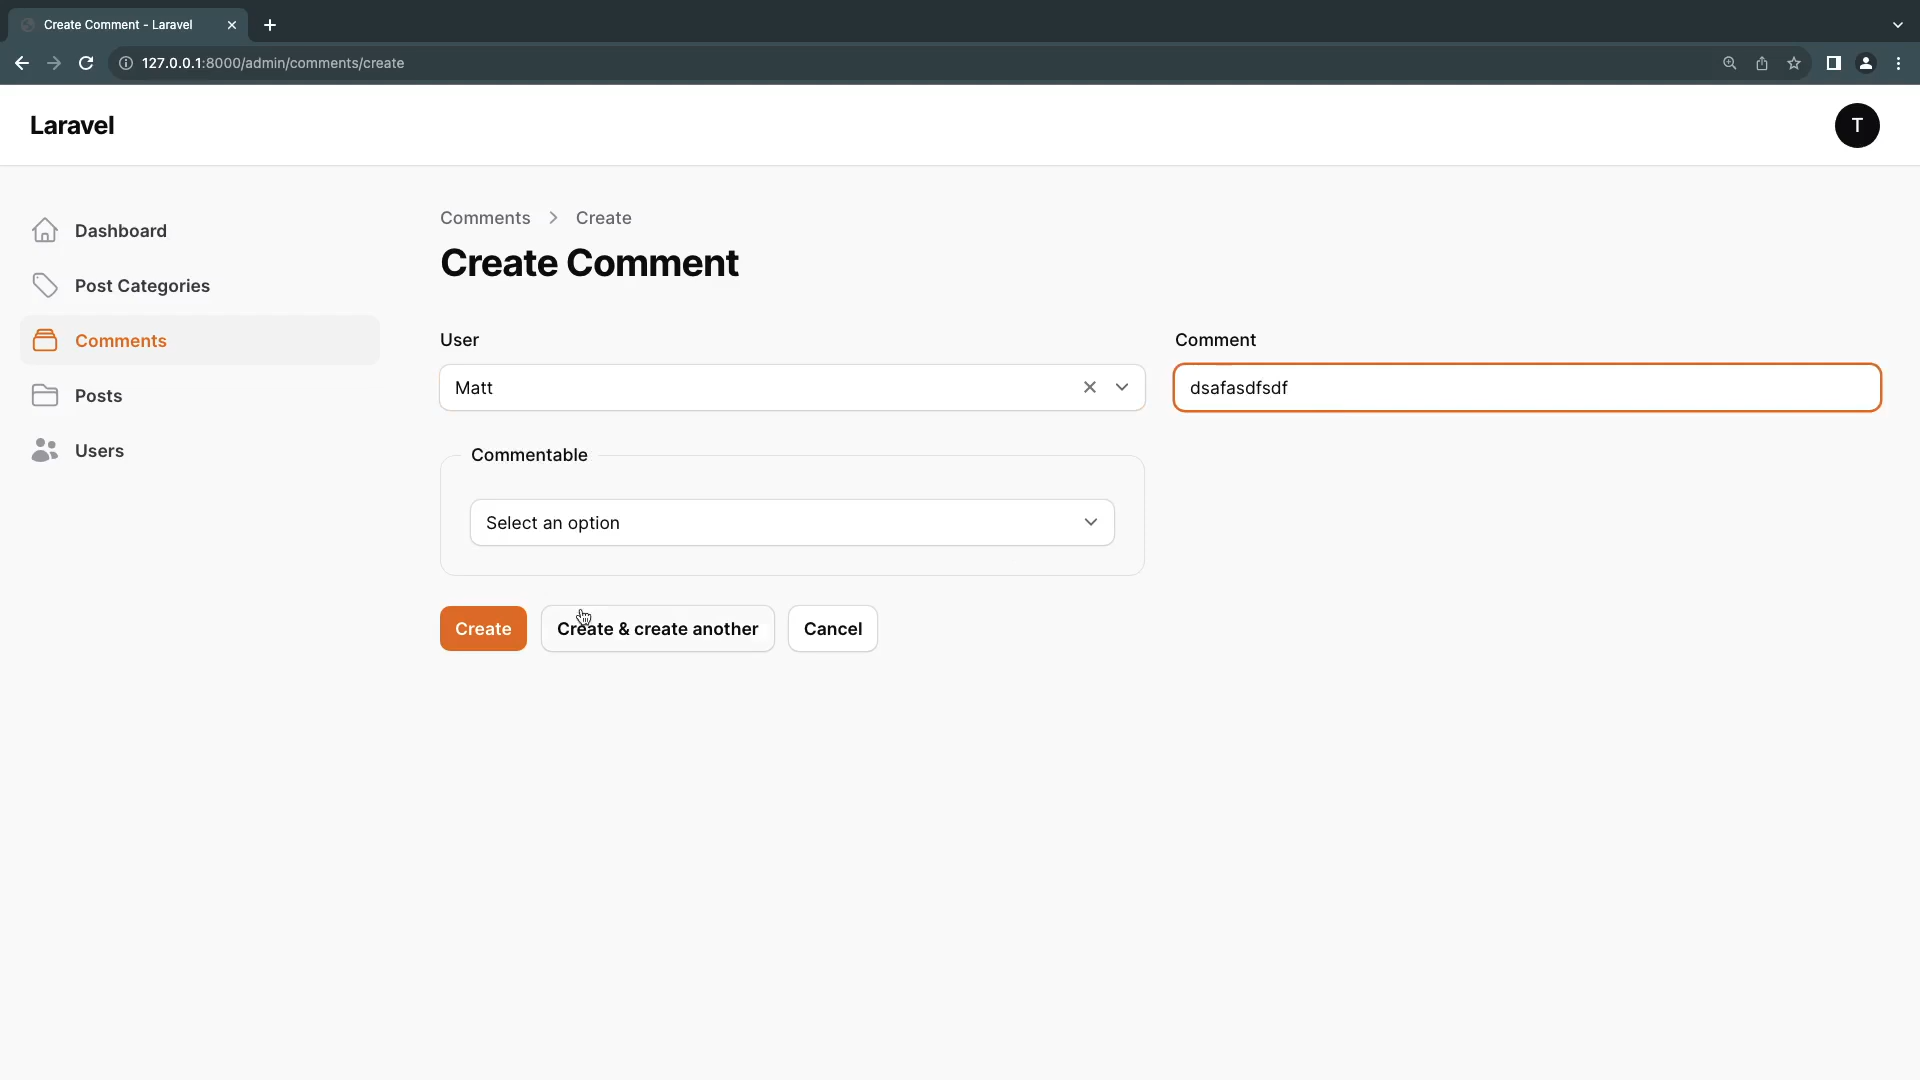 Create Comment - Laravel
127.0.0.1:8000/admin/comments/create
Laravel
T
Dashboard
Post Categories
Comments
Posts
Users
Comments > Create
Create Comment
User
Matt
Comment
dsafasdfsdf
Commentable
Select an option
Create
Create & create another
Cancel